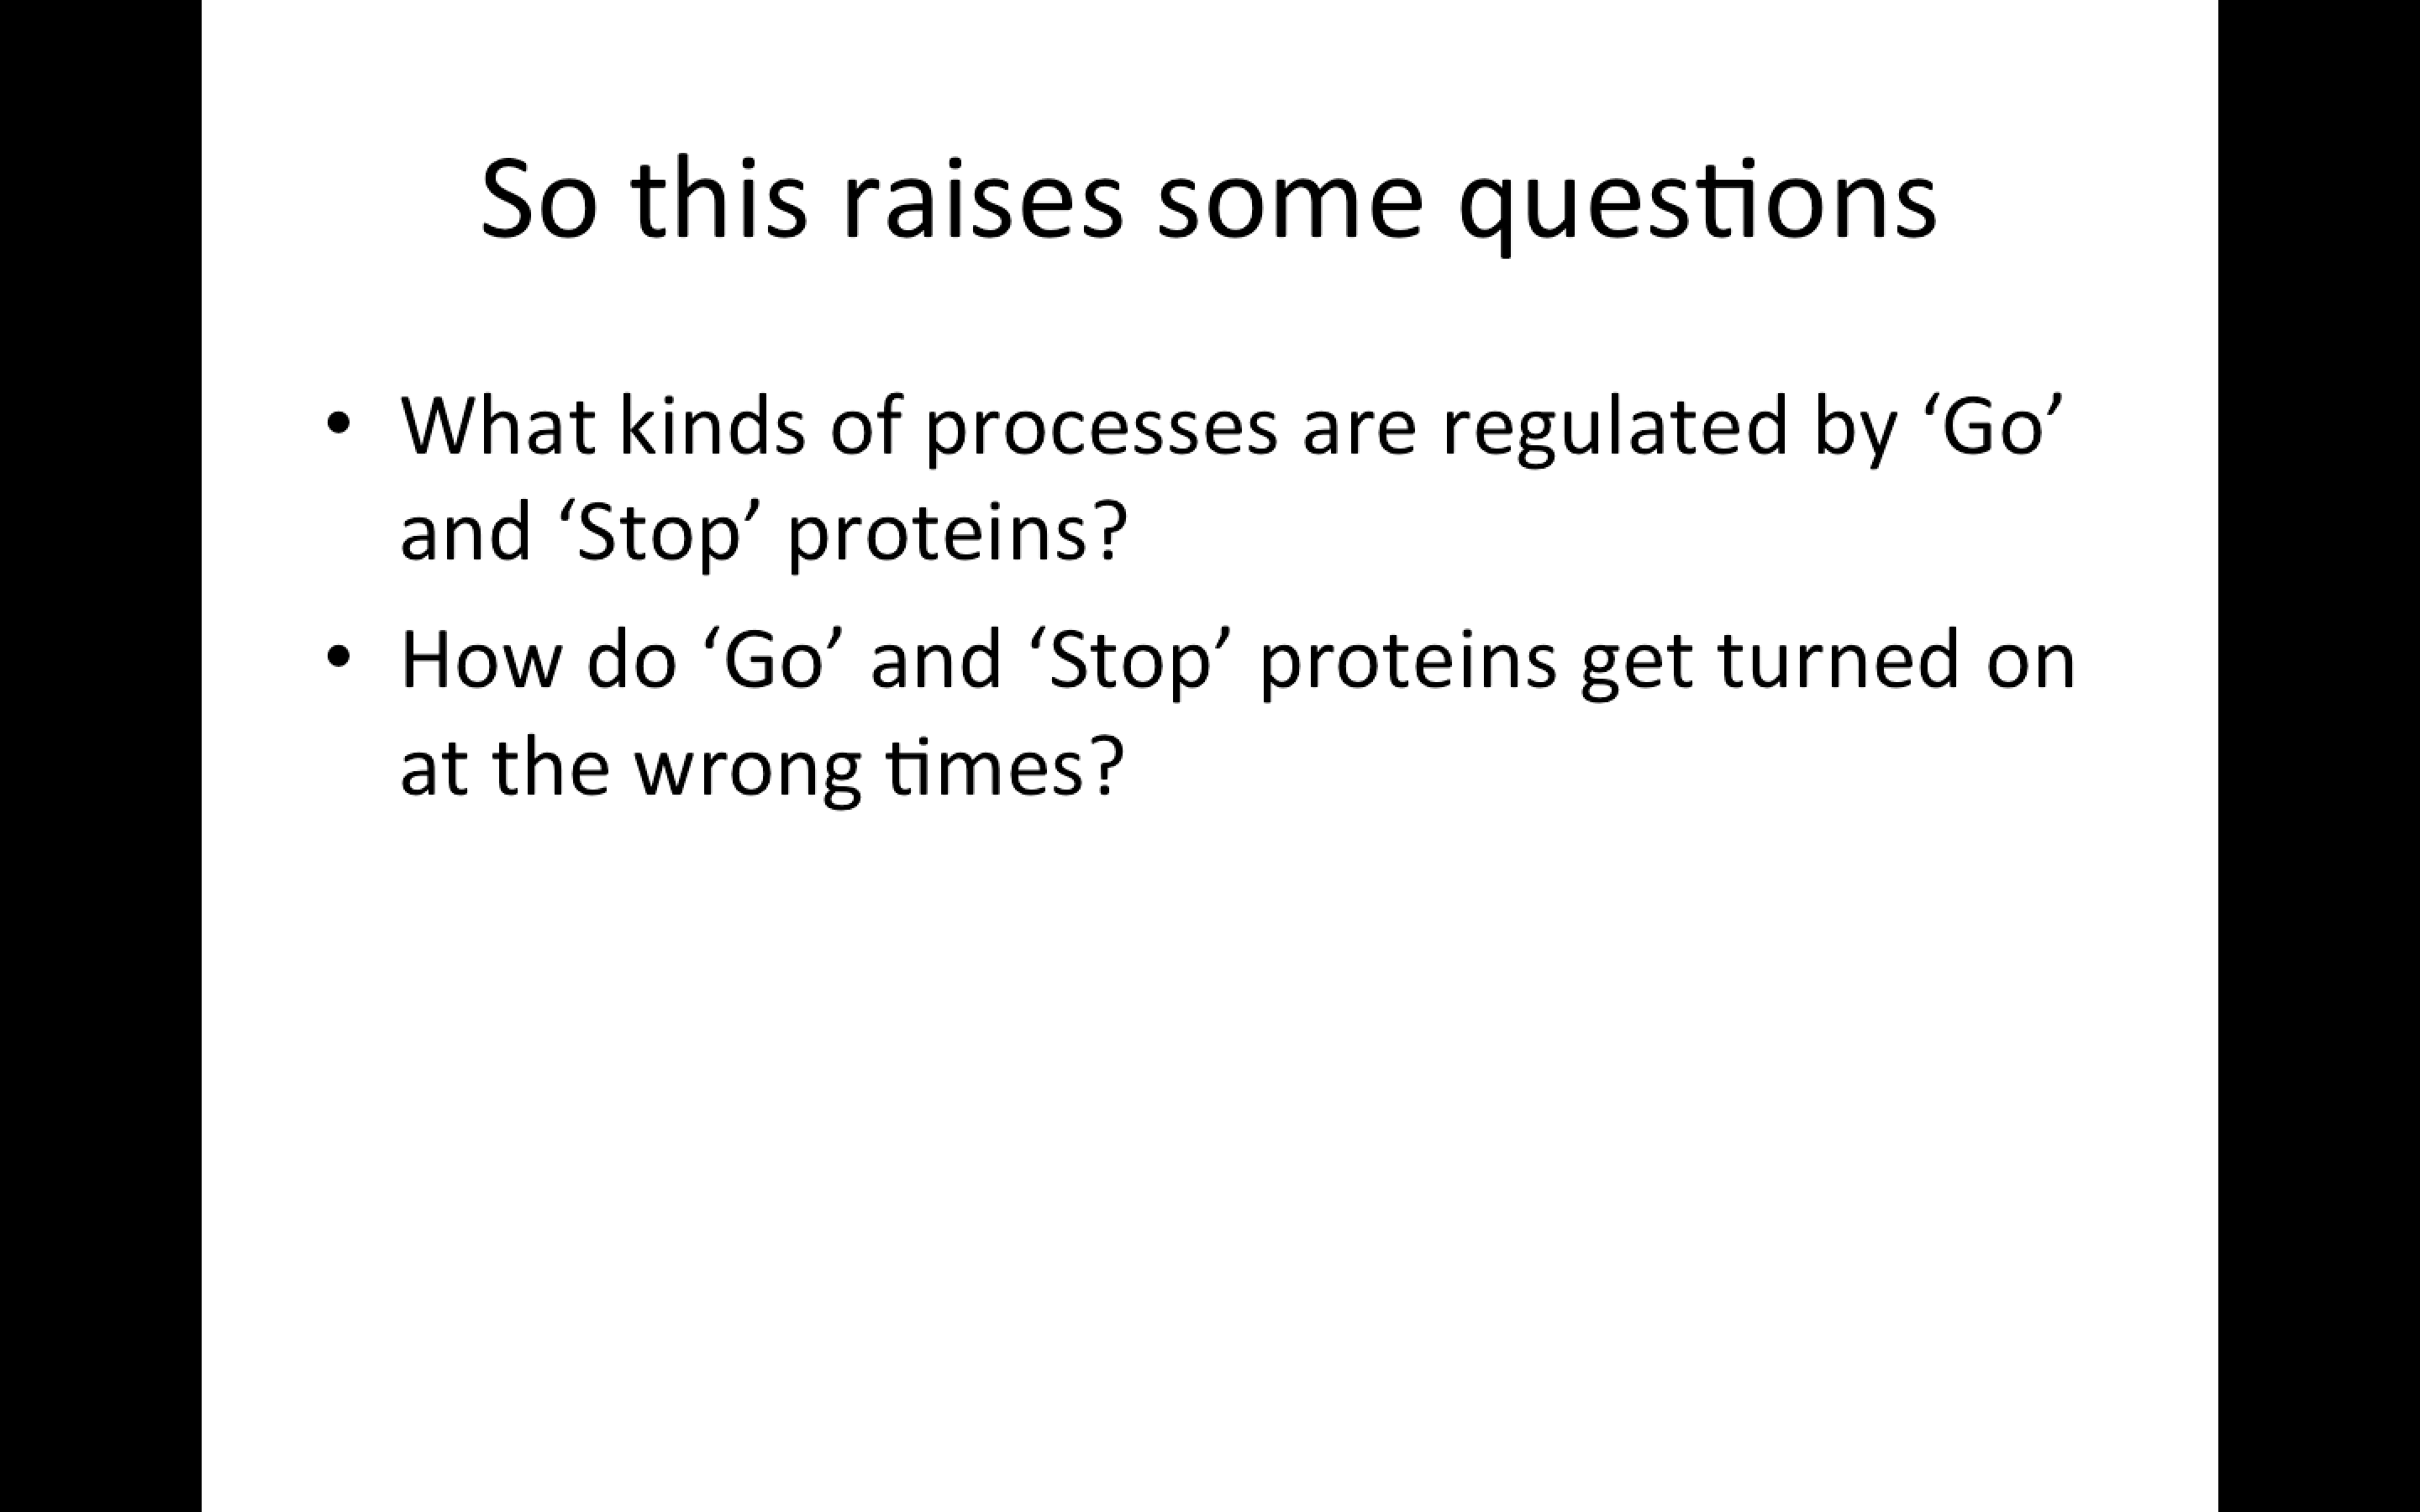 So this raises some questions
• What kinds of processes are regulated by ‘Go’
and ‘Stop’ proteins?
• How do ‘Go’ and ‘Stop’ proteins get turned on
at the wrong times?